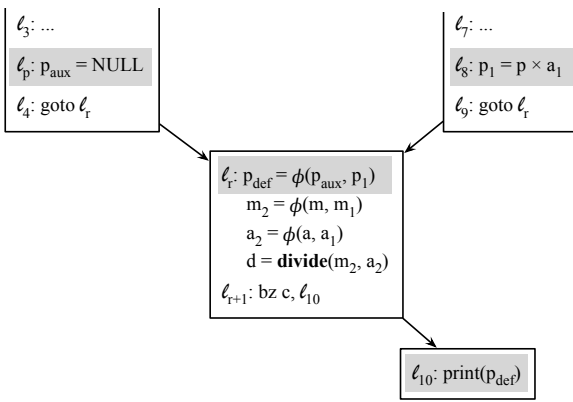 ℓ3: ...
ℓp: paux = NULL
ℓ4: goto ℓr
ℓ7: ...
ℓ8: p1 = p × a1
ℓ9: goto ℓr
ℓr: pdef = ϕ(paux, p1)
m2 = ϕ(m, m1)
a2 = ϕ(a, a1)
d = divide(m2, a2)
ℓr+1: bz c, ℓ10
ℓ10: print(pdef)